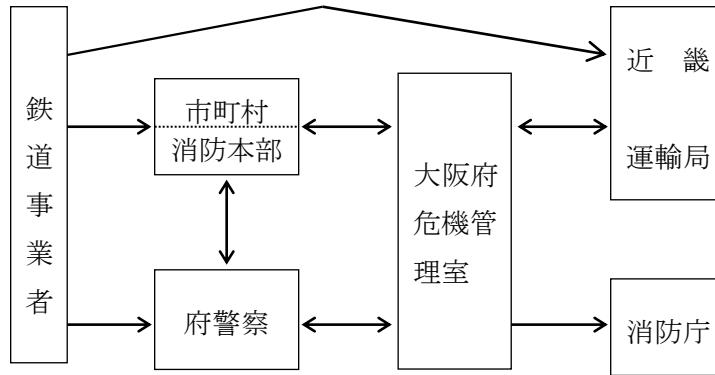 鉄道事業者
市町村
消防本部
府警察
大阪府
危機管
理室
近　畿
運輸局
消防庁